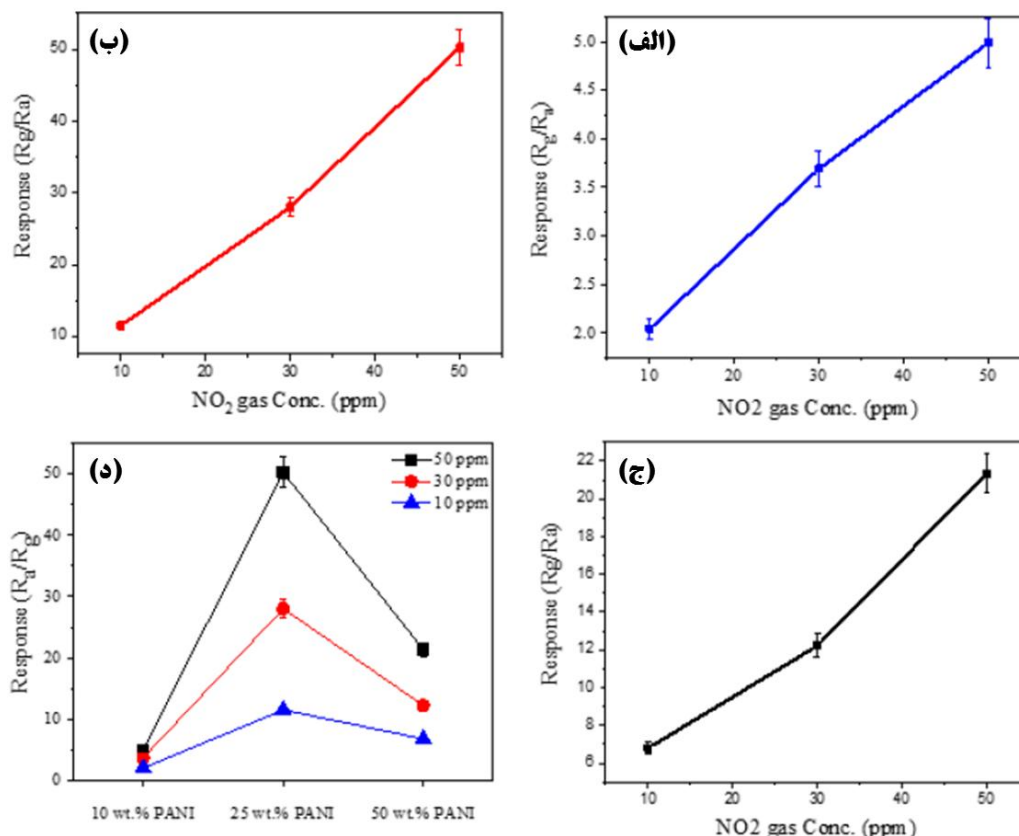 (ب)
Response (Rg/Ra)
50
40
30
20
10
10
20
30
40
50
NO₂ gas Conc. (ppm)
(الف)
Response (R_g/R_a)
5.0
4.5
4.0
3.5
3.0
2.5
2.0
10
20
30
40
50
NO2 gas Conc. (ppm)
(د)
50 ppm
30 ppm
10 ppm
Response (R_a/R_g)
50
40
30
20
10
0
10 wt.% PANI
25 wt.% PANI
50 wt.% PANI
(ج)
Response (Rg/Ra)
22
20
18
16
14
12
10
8
6
10
20
30
40
50
NO2 gas Conc. (ppm)